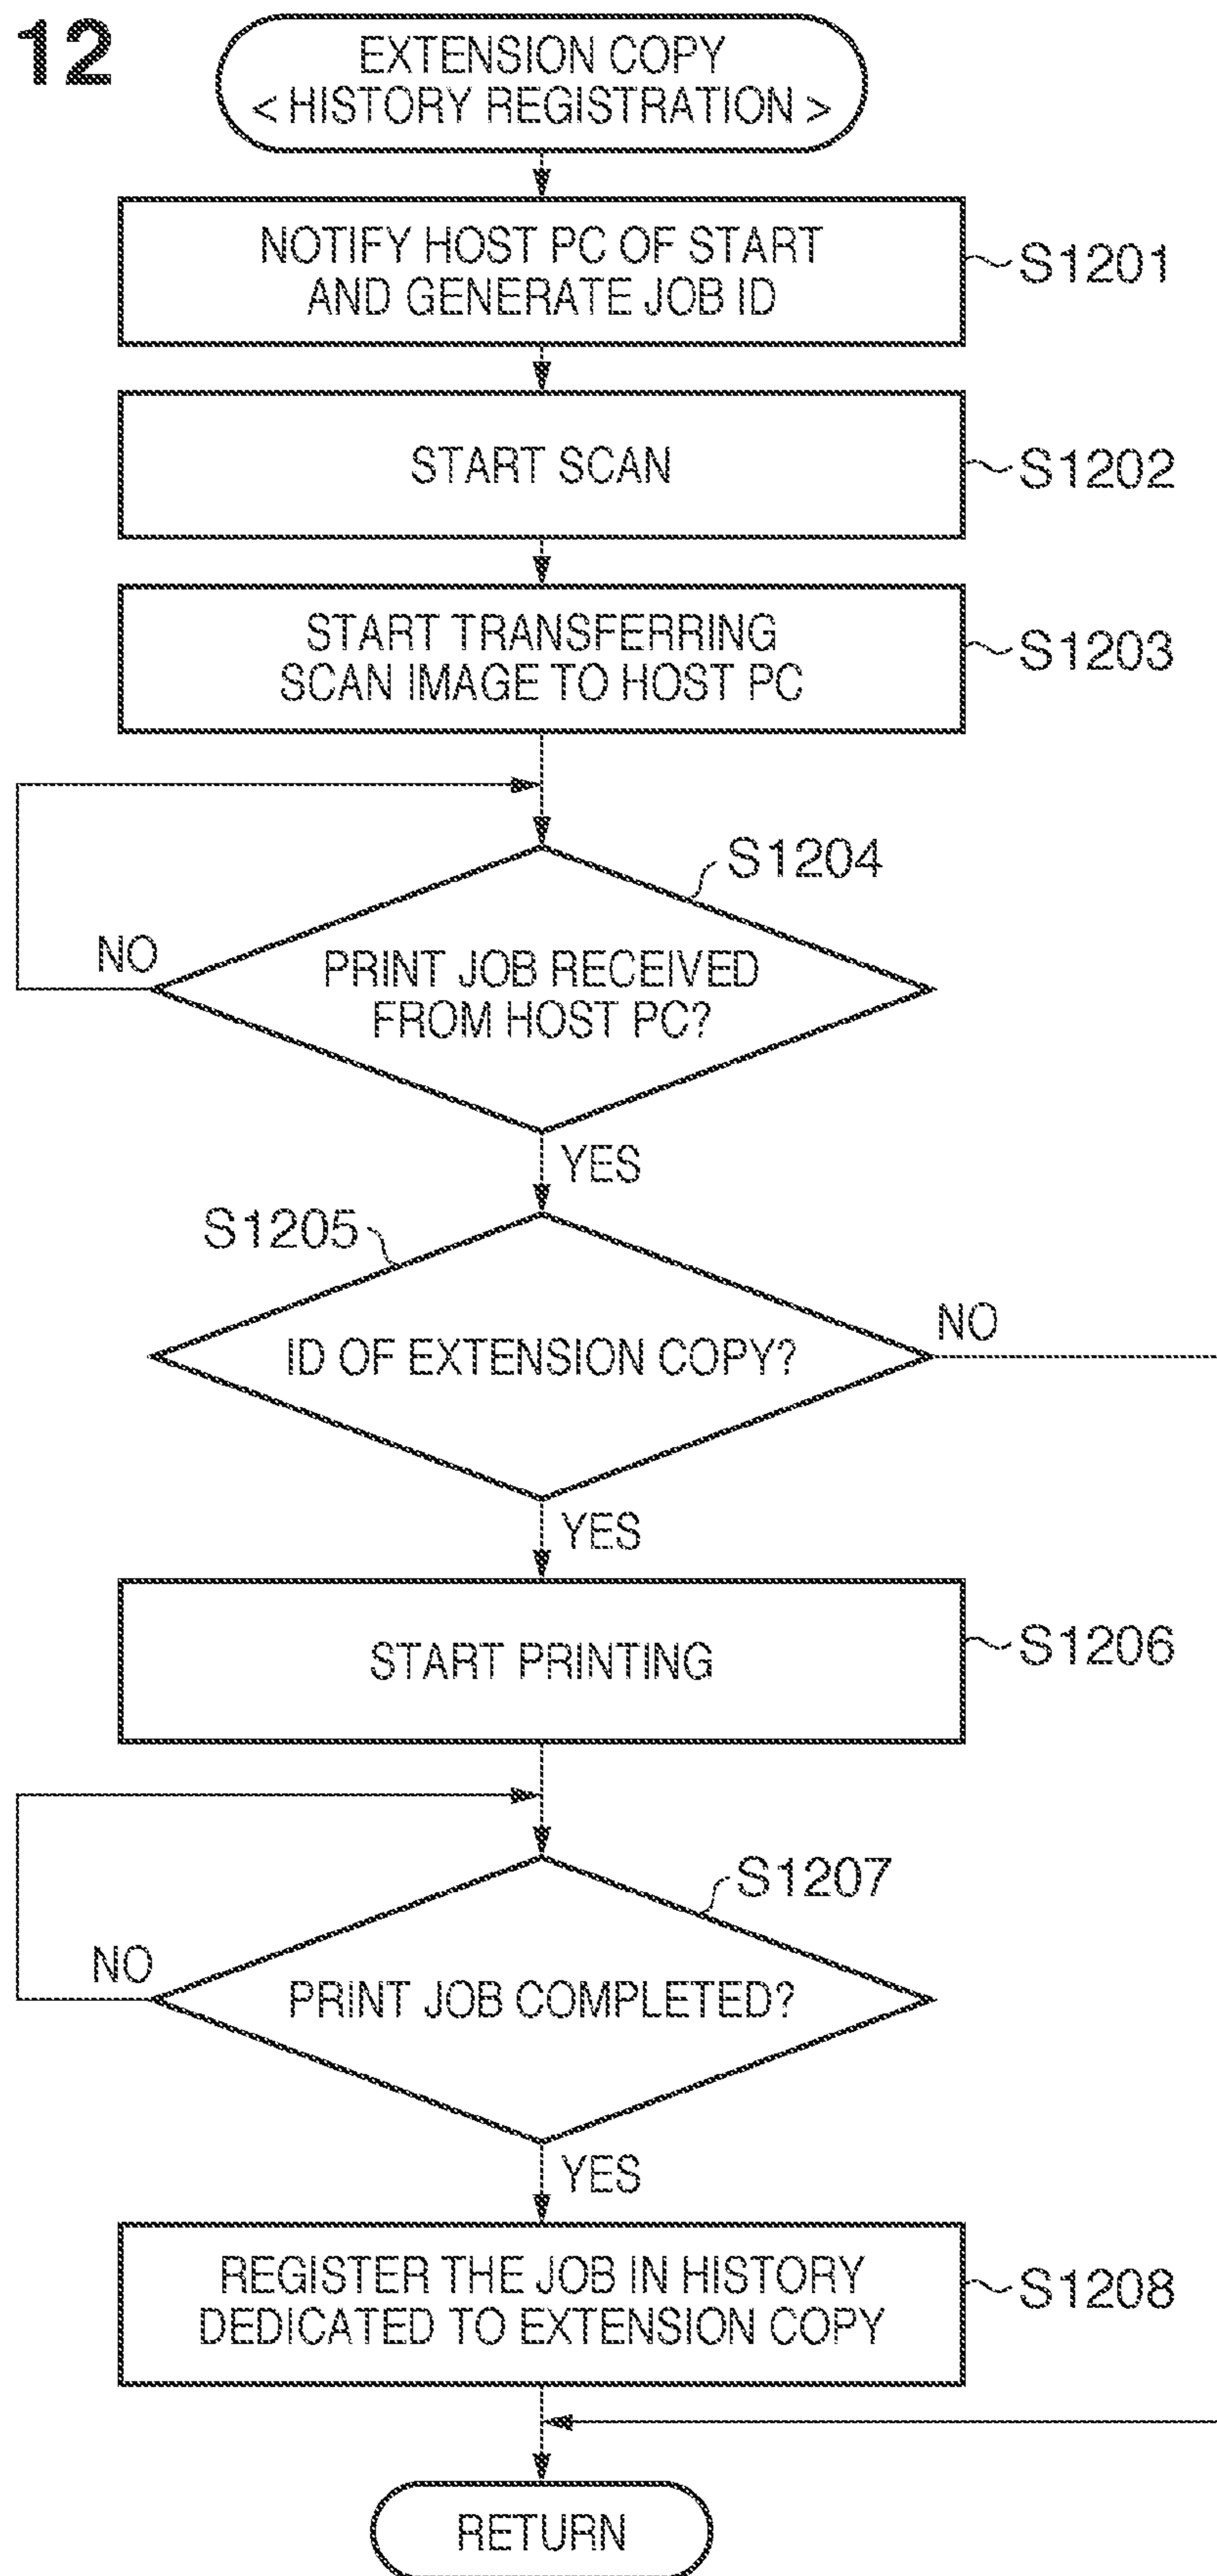 12
EXTENSION COPY
< HISTORY REGISTRATION >
NOTIFY HOST PC OF START
AND GENERATE JOB ID
S1201
START SCAN
S1202
START TRANSFERRING
SCAN IMAGE TO HOST PC
S1203
S1204
NO
PRINT JOB RECEIVED
FROM HOST PC?
YES
S1205
NO
ID OF EXTENSION COPY?
YES
START PRINTING
S1206
S1207
NO
PRINT JOB COMPLETED?
YES
REGISTER THE JOB IN HISTORY
DEDICATED TO EXTENSION COPY
S1208
RETURN